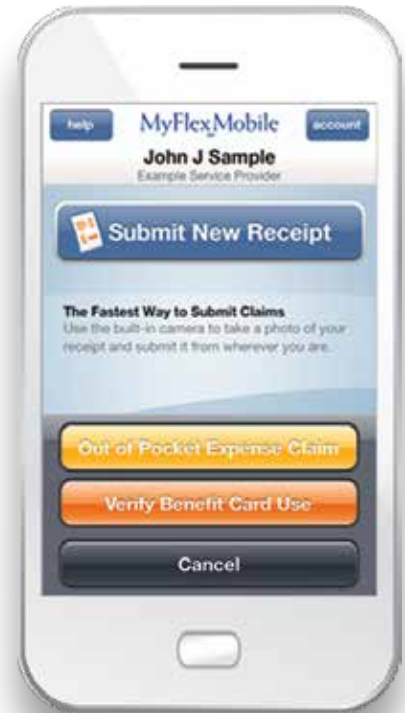 help
MyFlexMobile
account
John J Sample
Example Service Provider
Submit New Receipt
The Fastest Way to Submit Claims
Use the built-in camera to take a photo of your
receipt and submit it from wherever you are.
Out of Pocket Expense Claim
Verify Benefit Card Use
Cancel